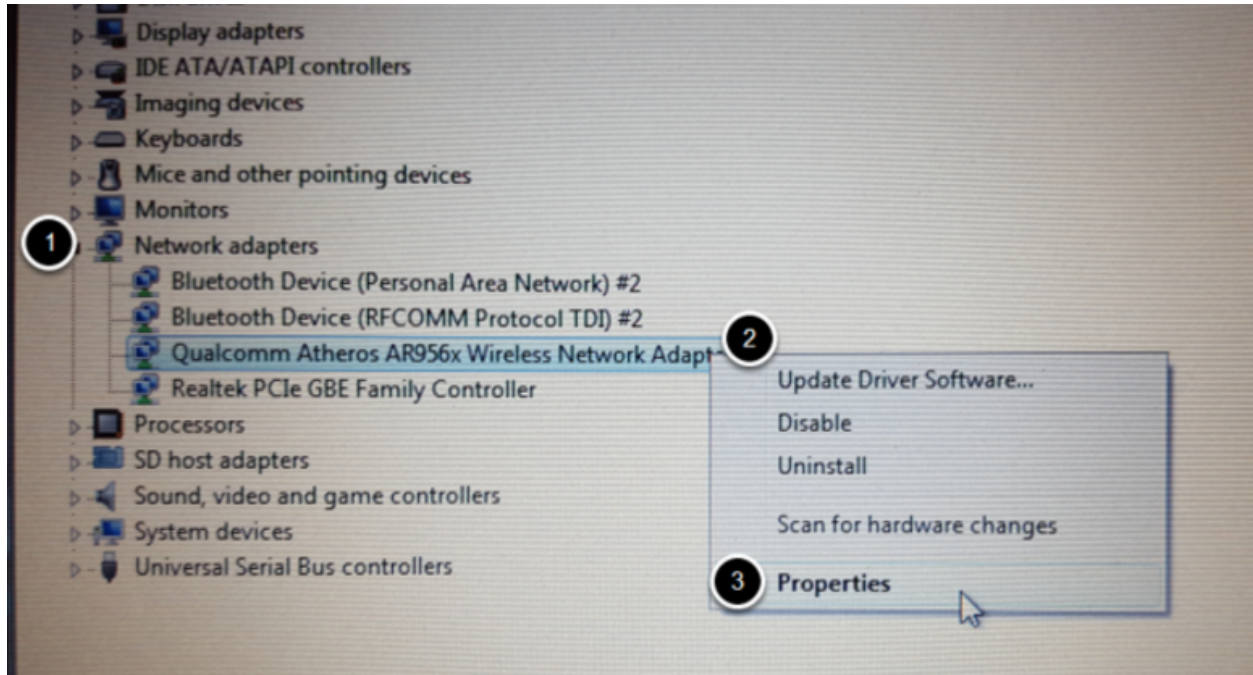 Display adapters
IDE ATA/ATAPI controllers
Imaging devices
Keyboards
Mice and other pointing devices
Monitors
1
Network adapters
Bluetooth Device (Personal Area Network) #2
Bluetooth Device (RFCOMM Protocol TDI) #2
2
Qualcomm Atheros AR956x Wireless Network Adapt
Realtek PCIe GBE Family Controller
Processors
SD host adapters
Sound, video and game controllers
System devices
Universal Serial Bus controllers
Update Driver Software...
Disable
Uninstall
Scan for hardware changes
3
Properties